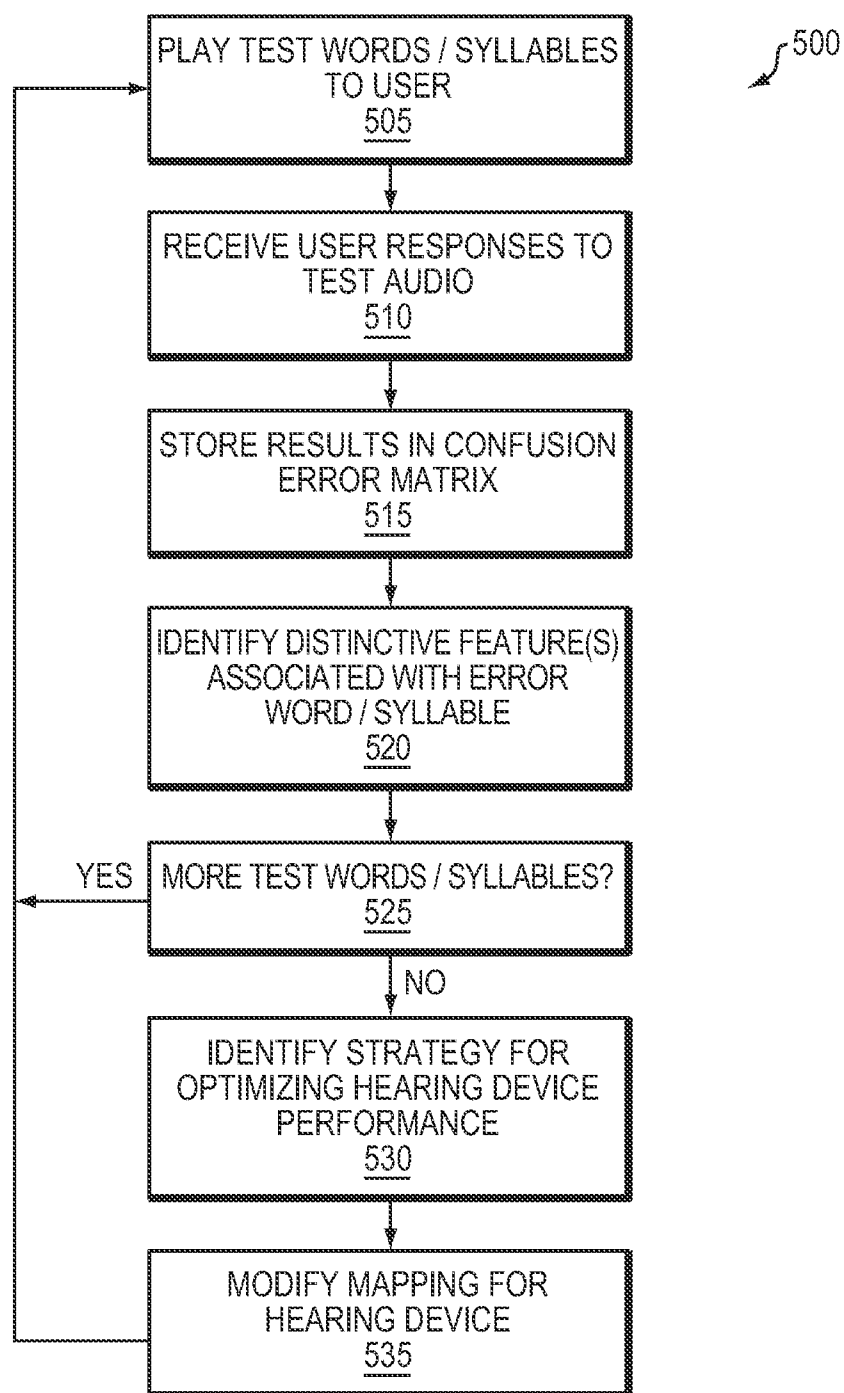 500
PLAY TEST WORDS / SYLLABLES
TO USER
505
RECEIVE USER RESPONSES TO
TEST AUDIO
510
STORE RESULTS IN CONFUSION
ERROR MATRIX
515
IDENTIFY DISTINCTIVE FEATURE(S)
ASSOCIATED WITH ERROR
WORD / SYLLABLE
520
YES
MORE TEST WORDS / SYLLABLES?
525
NO
IDENTIFY STRATEGY FOR
OPTIMIZING HEARING DEVICE
PERFORMANCE
530
MODIFY MAPPING FOR
HEARING DEVICE
535